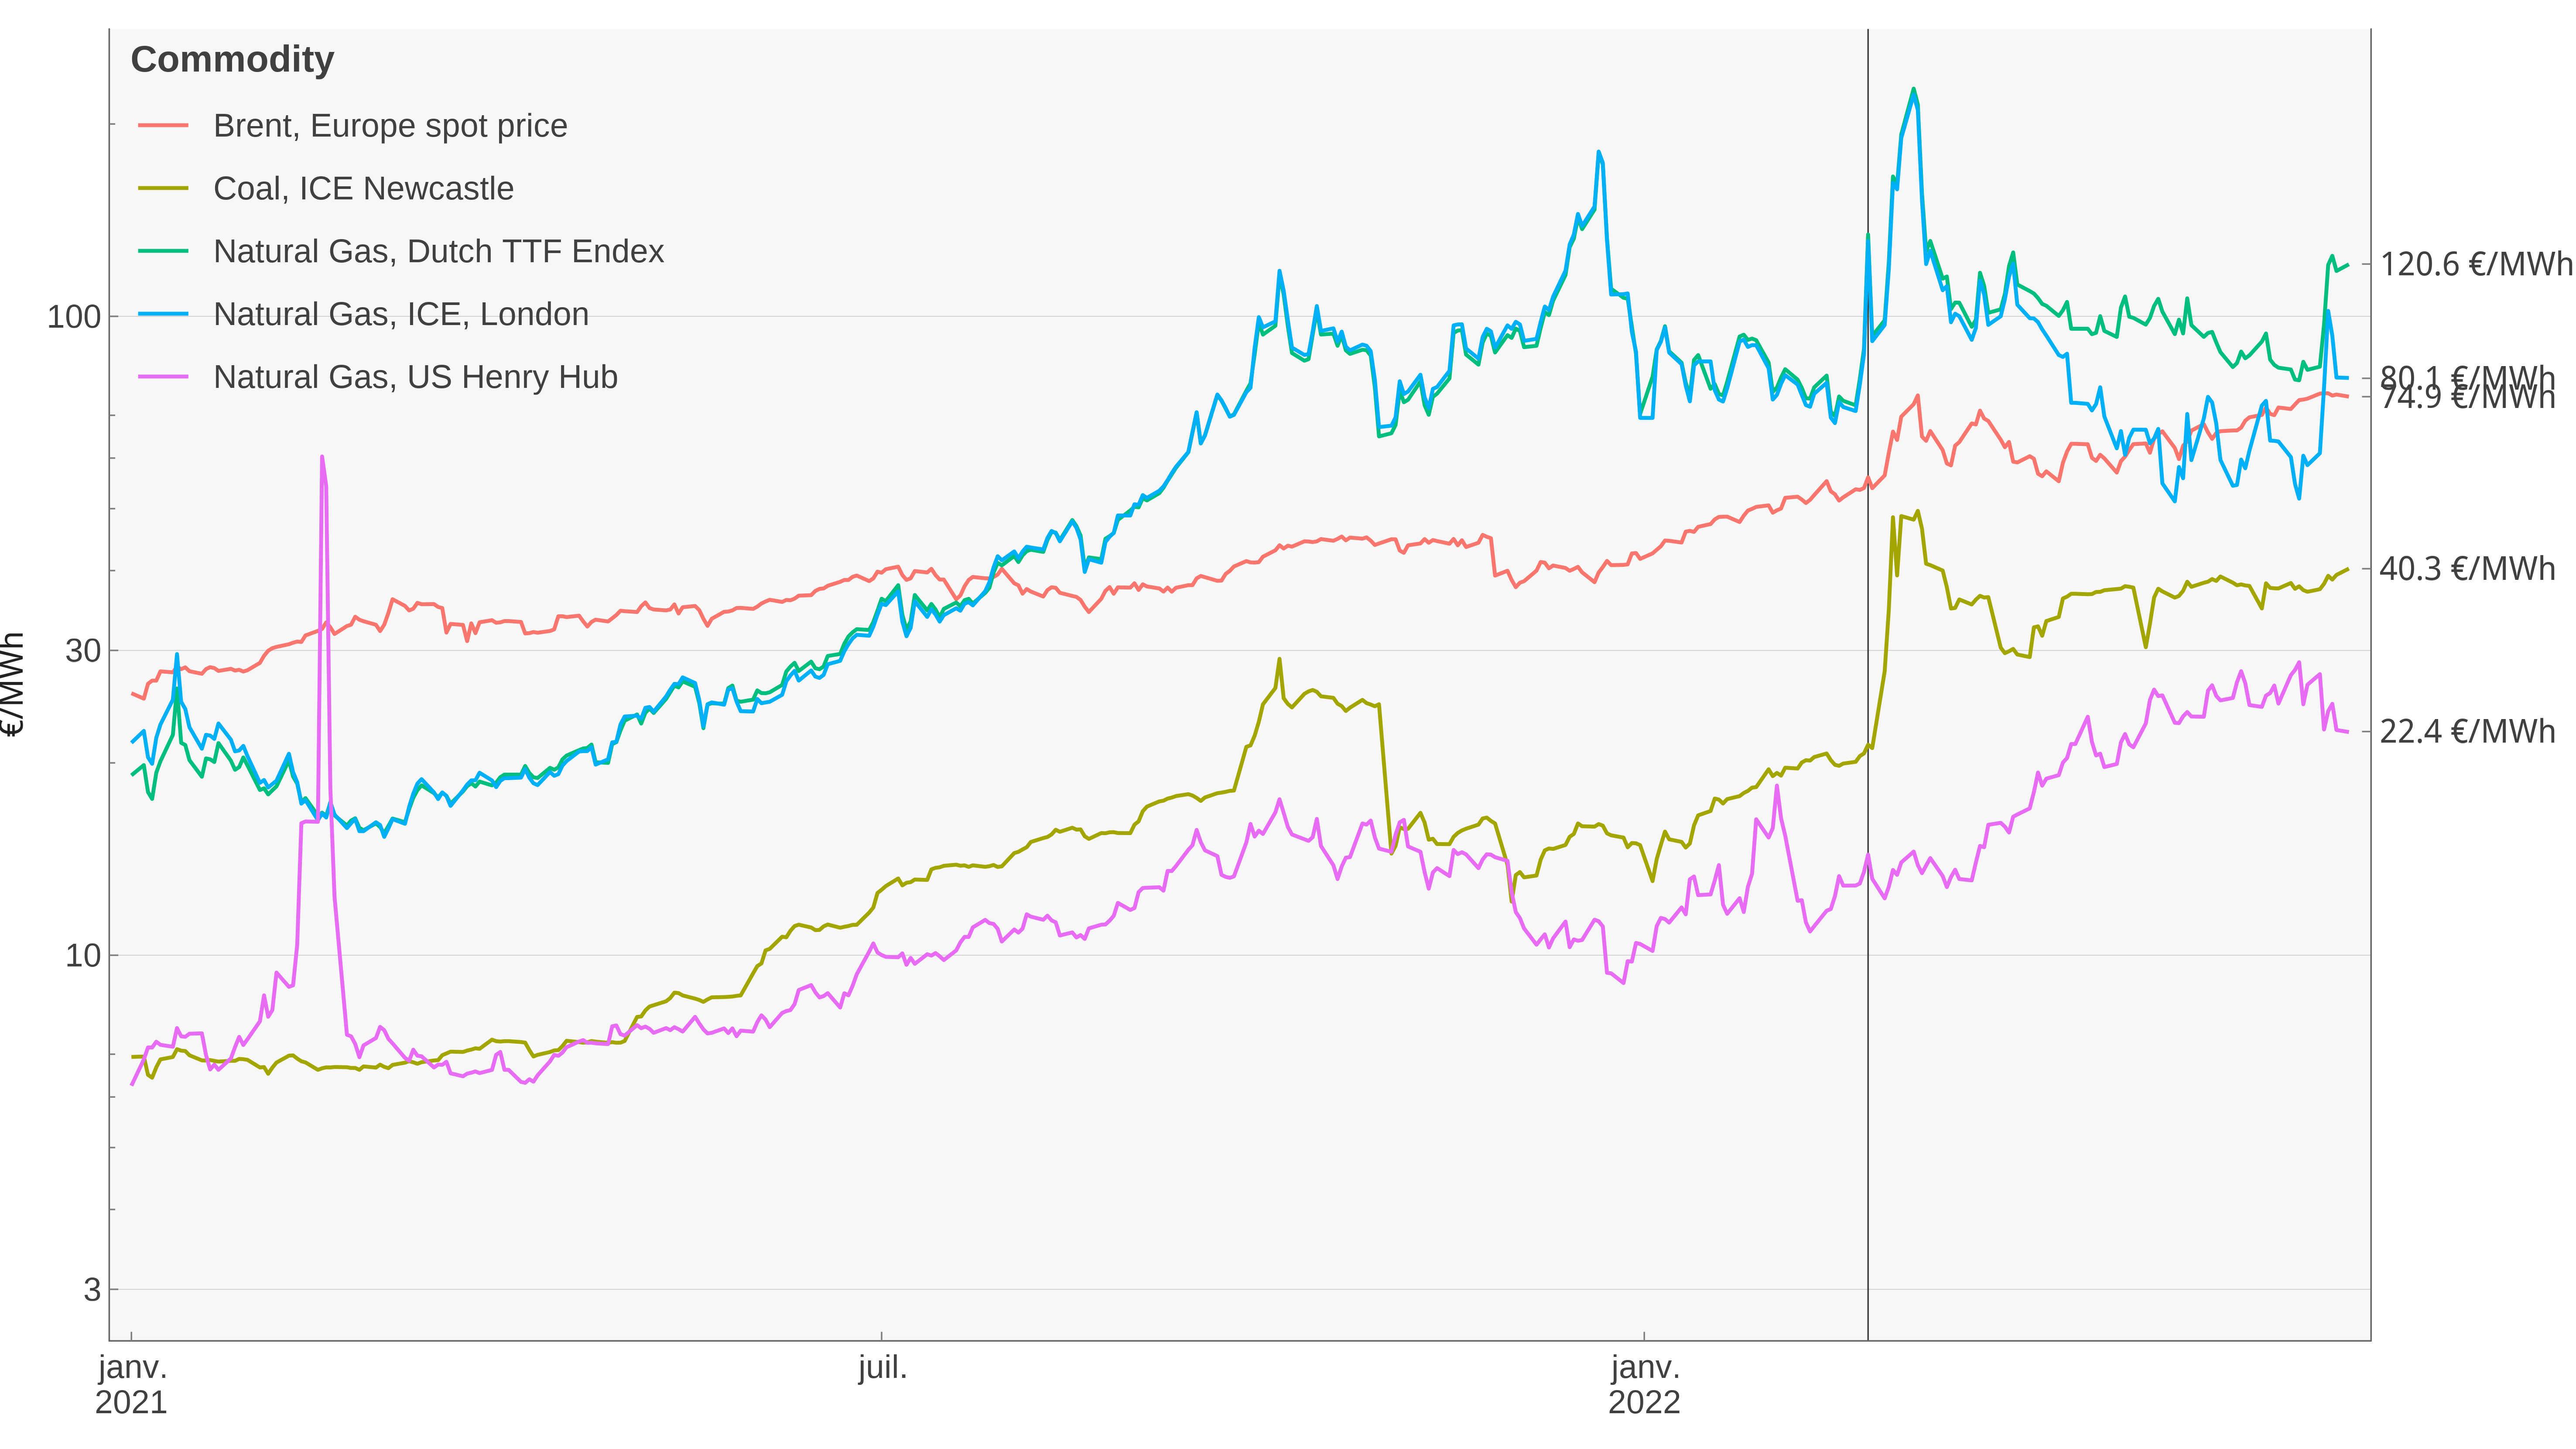 Commodity
Brent, Europe spot price
Coal, ICE Newcastle
Natural Gas, Dutch TTF Endex
Natural Gas, ICE, London
Natural Gas, US Henry Hub
€/MWh
100
30
10
3
janv.
2021
juil.
janv.
2022
120.6 €/MWh
80.1 €/MWh
74.9 €/MWh
40.3 €/MWh
22.4 €/MWh